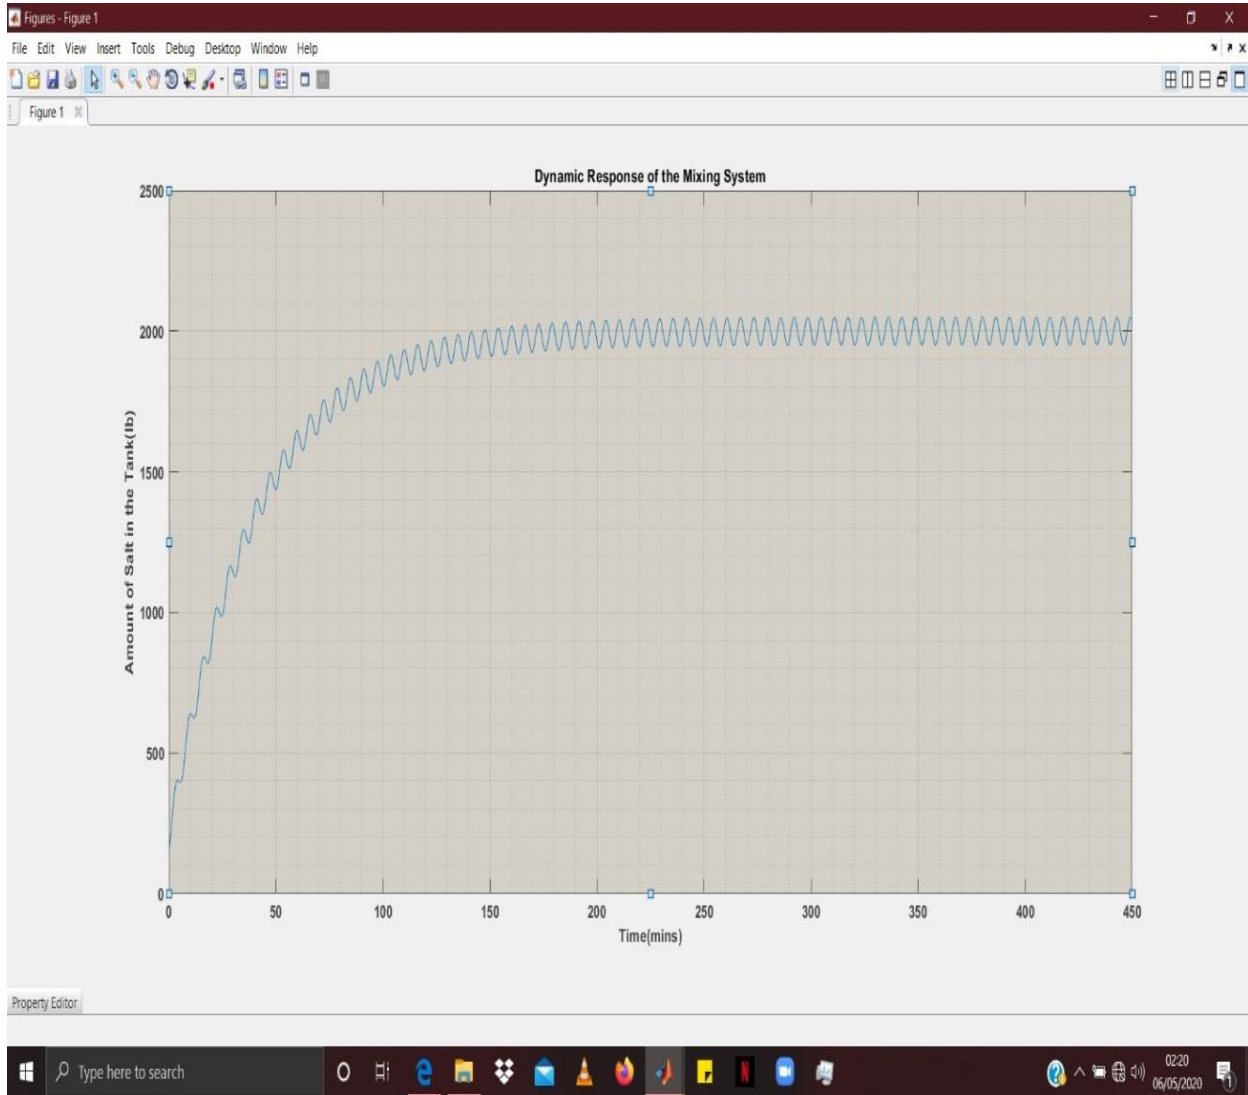 Figures - Figure 1
File Edit View Insert Tools Debug Desktop Window Help
Figure 1
Dynamic Response of the Mixing System
2500
2000
1500
1000
500
0
Amount of Salt in the Tank(lb)
0 50 100 150 200 250 300 350 400 450
Time(mins)
Property Editor
Type here to search
02:20
06/05/2020
1